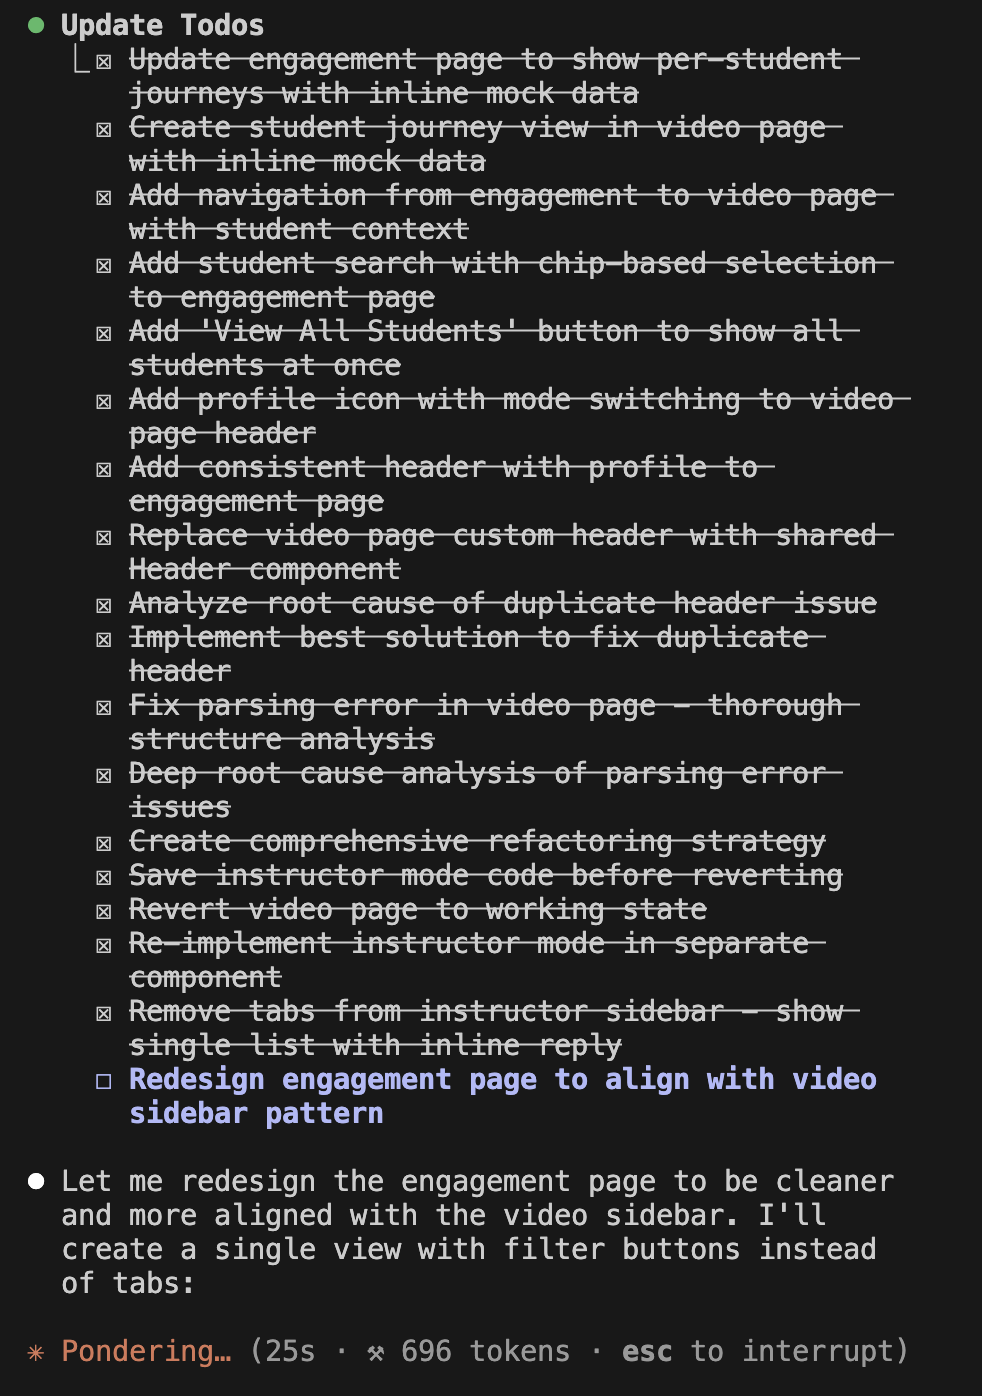 ● Update Todos
⎿ ☒ Update engagement page to show per-student
journeys with inline mock data
☒ Create student journey view in video page
with inline mock data
☒ Add navigation from engagement to video page
with student context
☒ Add student search with chip-based selection
to engagement page
☒ Add 'View All Students' button to show all
students at once
☒ Add profile icon with mode switching to video
page header
☒ Add consistent header with profile to
engagement page
☒ Replace video page custom header with shared
Header component
☒ Analyze root cause of duplicate header issue
☒ Implement best solution to fix duplicate
header
☒ Fix parsing error in video page - thorough
structure analysis
☒ Deep root cause analysis of parsing error
issues
☒ Create comprehensive refactoring strategy
☒ Save instructor mode code before reverting
☒ Revert video page to working state
☒ Re-implement instructor mode in separate
component
☒ Remove tabs from instructor sidebar - show
single list with inline reply
☐ Redesign engagement page to align with video
sidebar pattern
● Let me redesign the engagement page to be cleaner
and more aligned with the video sidebar. I'll
create a single view with filter buttons instead
of tabs:
✳ Pondering… (25s · ⚒ 696 tokens · esc to interrupt)